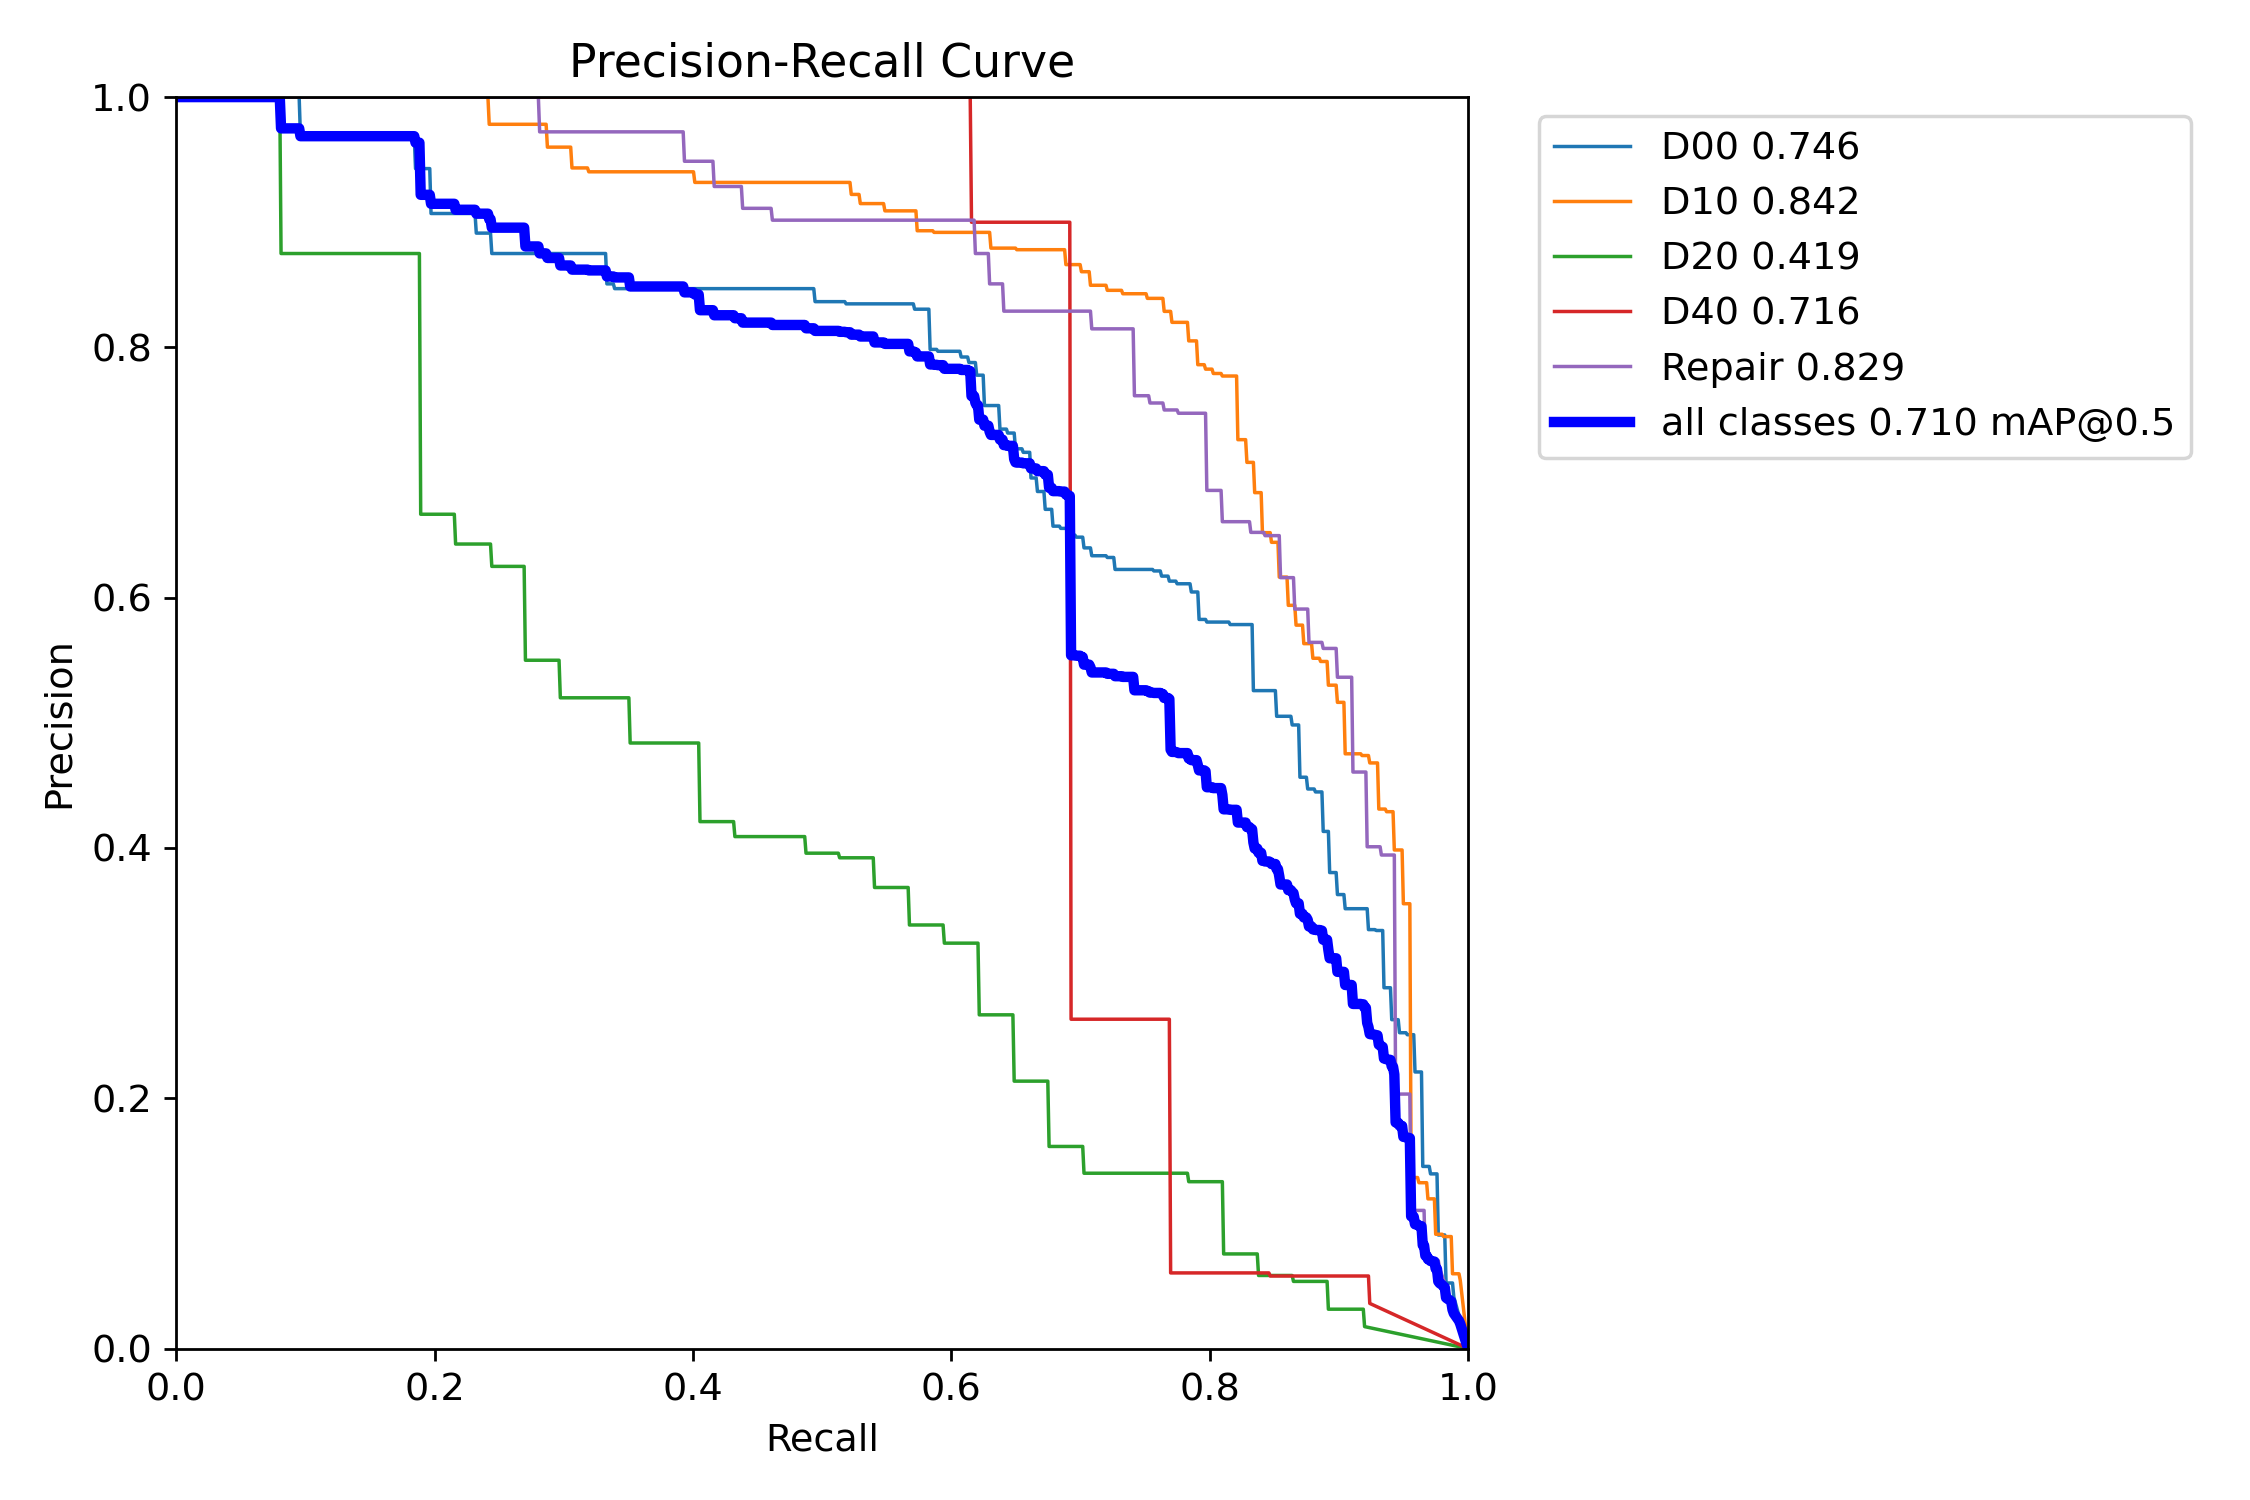 Precision-Recall Curve
1.0
0.8
0.6
0.4
0.2
0.0
Precision
0.0 0.2 0.4 0.6 0.8 1.0
Recall
D00 0.746
D10 0.842
D20 0.419
D40 0.716
Repair 0.829
all classes 0.710 mAP@0.5